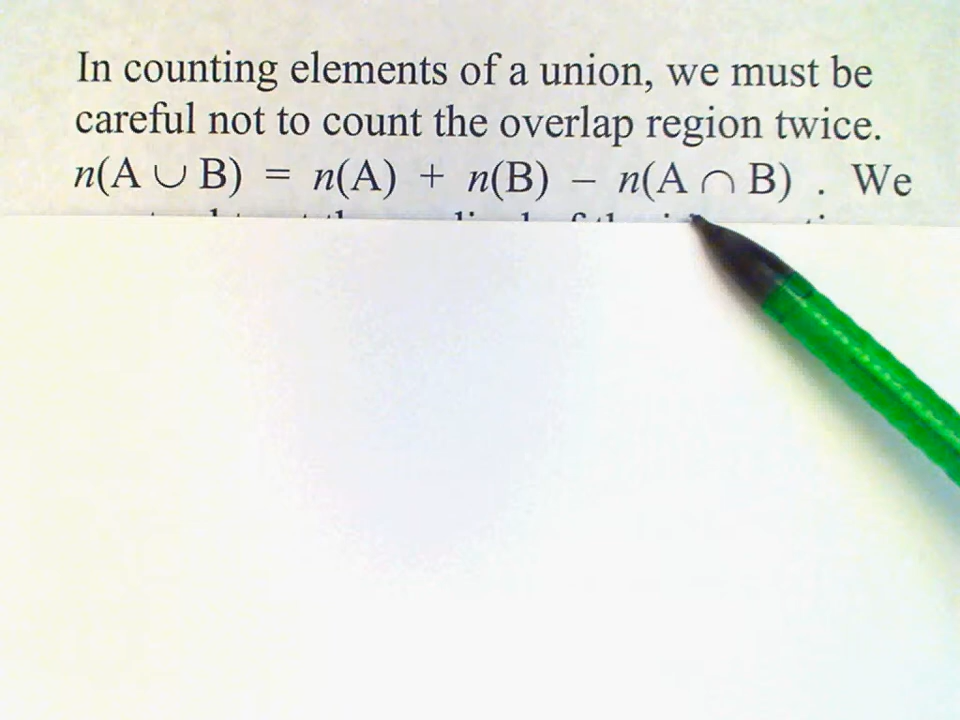 In counting elements of a union, we must be
careful not to count the overlap region twice.
n(A ∪ B) = n(A) + n(B) − n(A ∩ B) . We